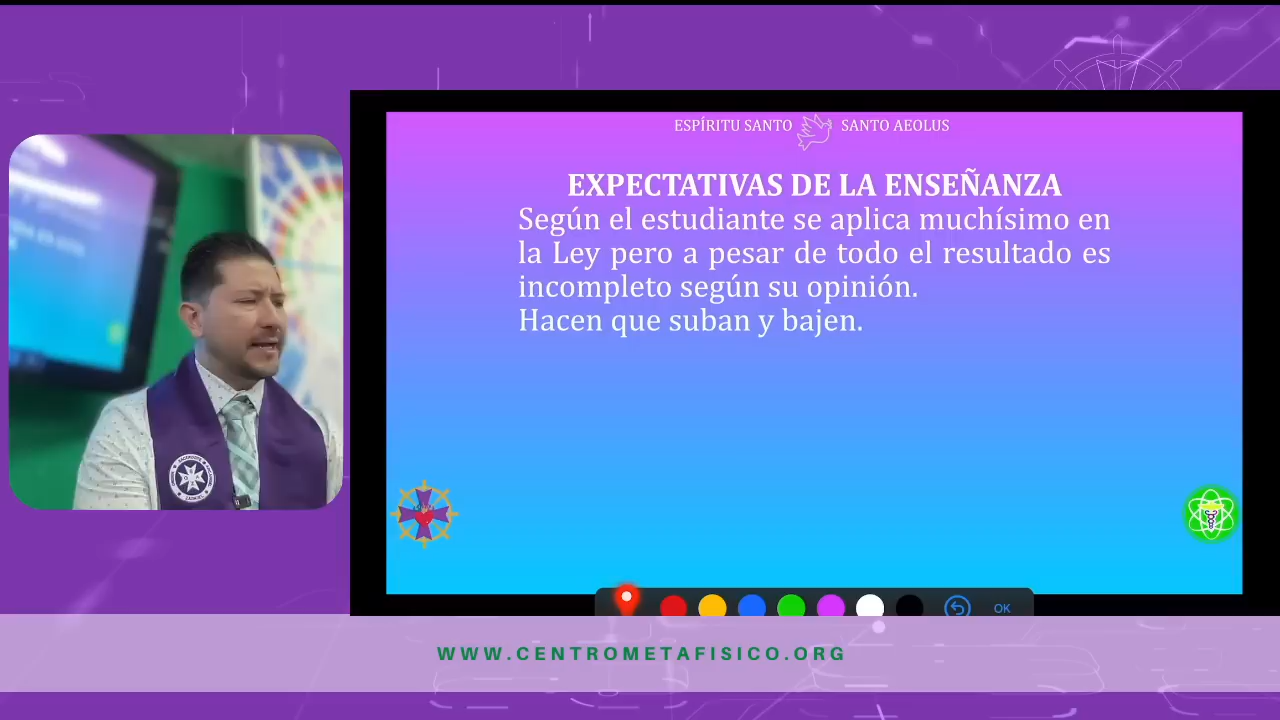 ESPÍRITU SANTO SANTO AEOLUS
EXPECTATIVAS DE LA ENSEÑANZA
Según el estudiante se aplica muchísimo en
la Ley pero a pesar de todo el resultado es
incompleto según su opinión.
Hacen que suban y bajen.
OK
WWW.CENTROMETAFISICO.ORG